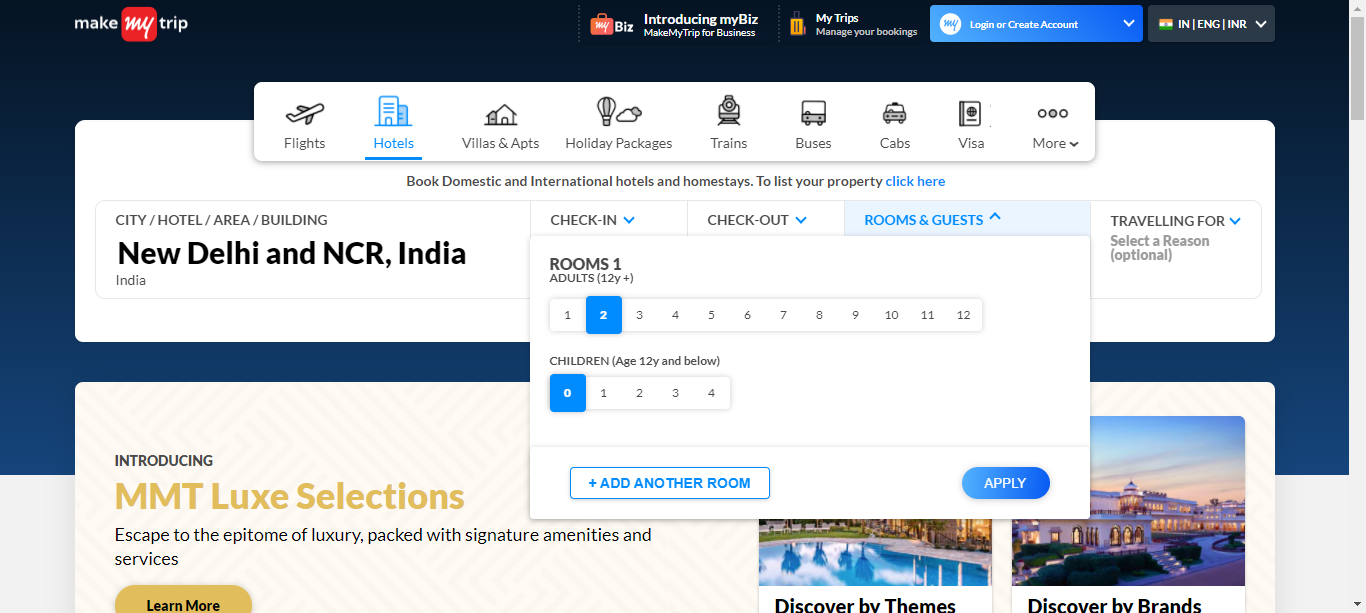 make my trip
my Biz
Introducing myBiz
MakeMyTrip for Business
My Trips
Manage your bookings
my
Login or Create Account
IN | ENG | INR
Flights
Hotels
Villas & Apts
Holiday Packages
Trains
Buses
Cabs
Visa
More
Book Domestic and International hotels and homestays. To list your property click here
CITY / HOTEL / AREA / BUILDING
New Delhi and NCR, India
India
CHECK-IN
CHECK-OUT
ROOMS & GUESTS
TRAVELLING FOR
Select a Reason
(optional)
ROOMS 1
ADULTS (12y +)
1 2 3 4 5 6 7 8 9 10 11 12
CHILDREN (Age 12y and below)
0 1 2 3 4
+ ADD ANOTHER ROOM
APPLY
INTRODUCING
MMT Luxe Selections
Escape to the epitome of luxury, packed with signature amenities and
services
Learn More
Discover by Themes
Discover by Brands